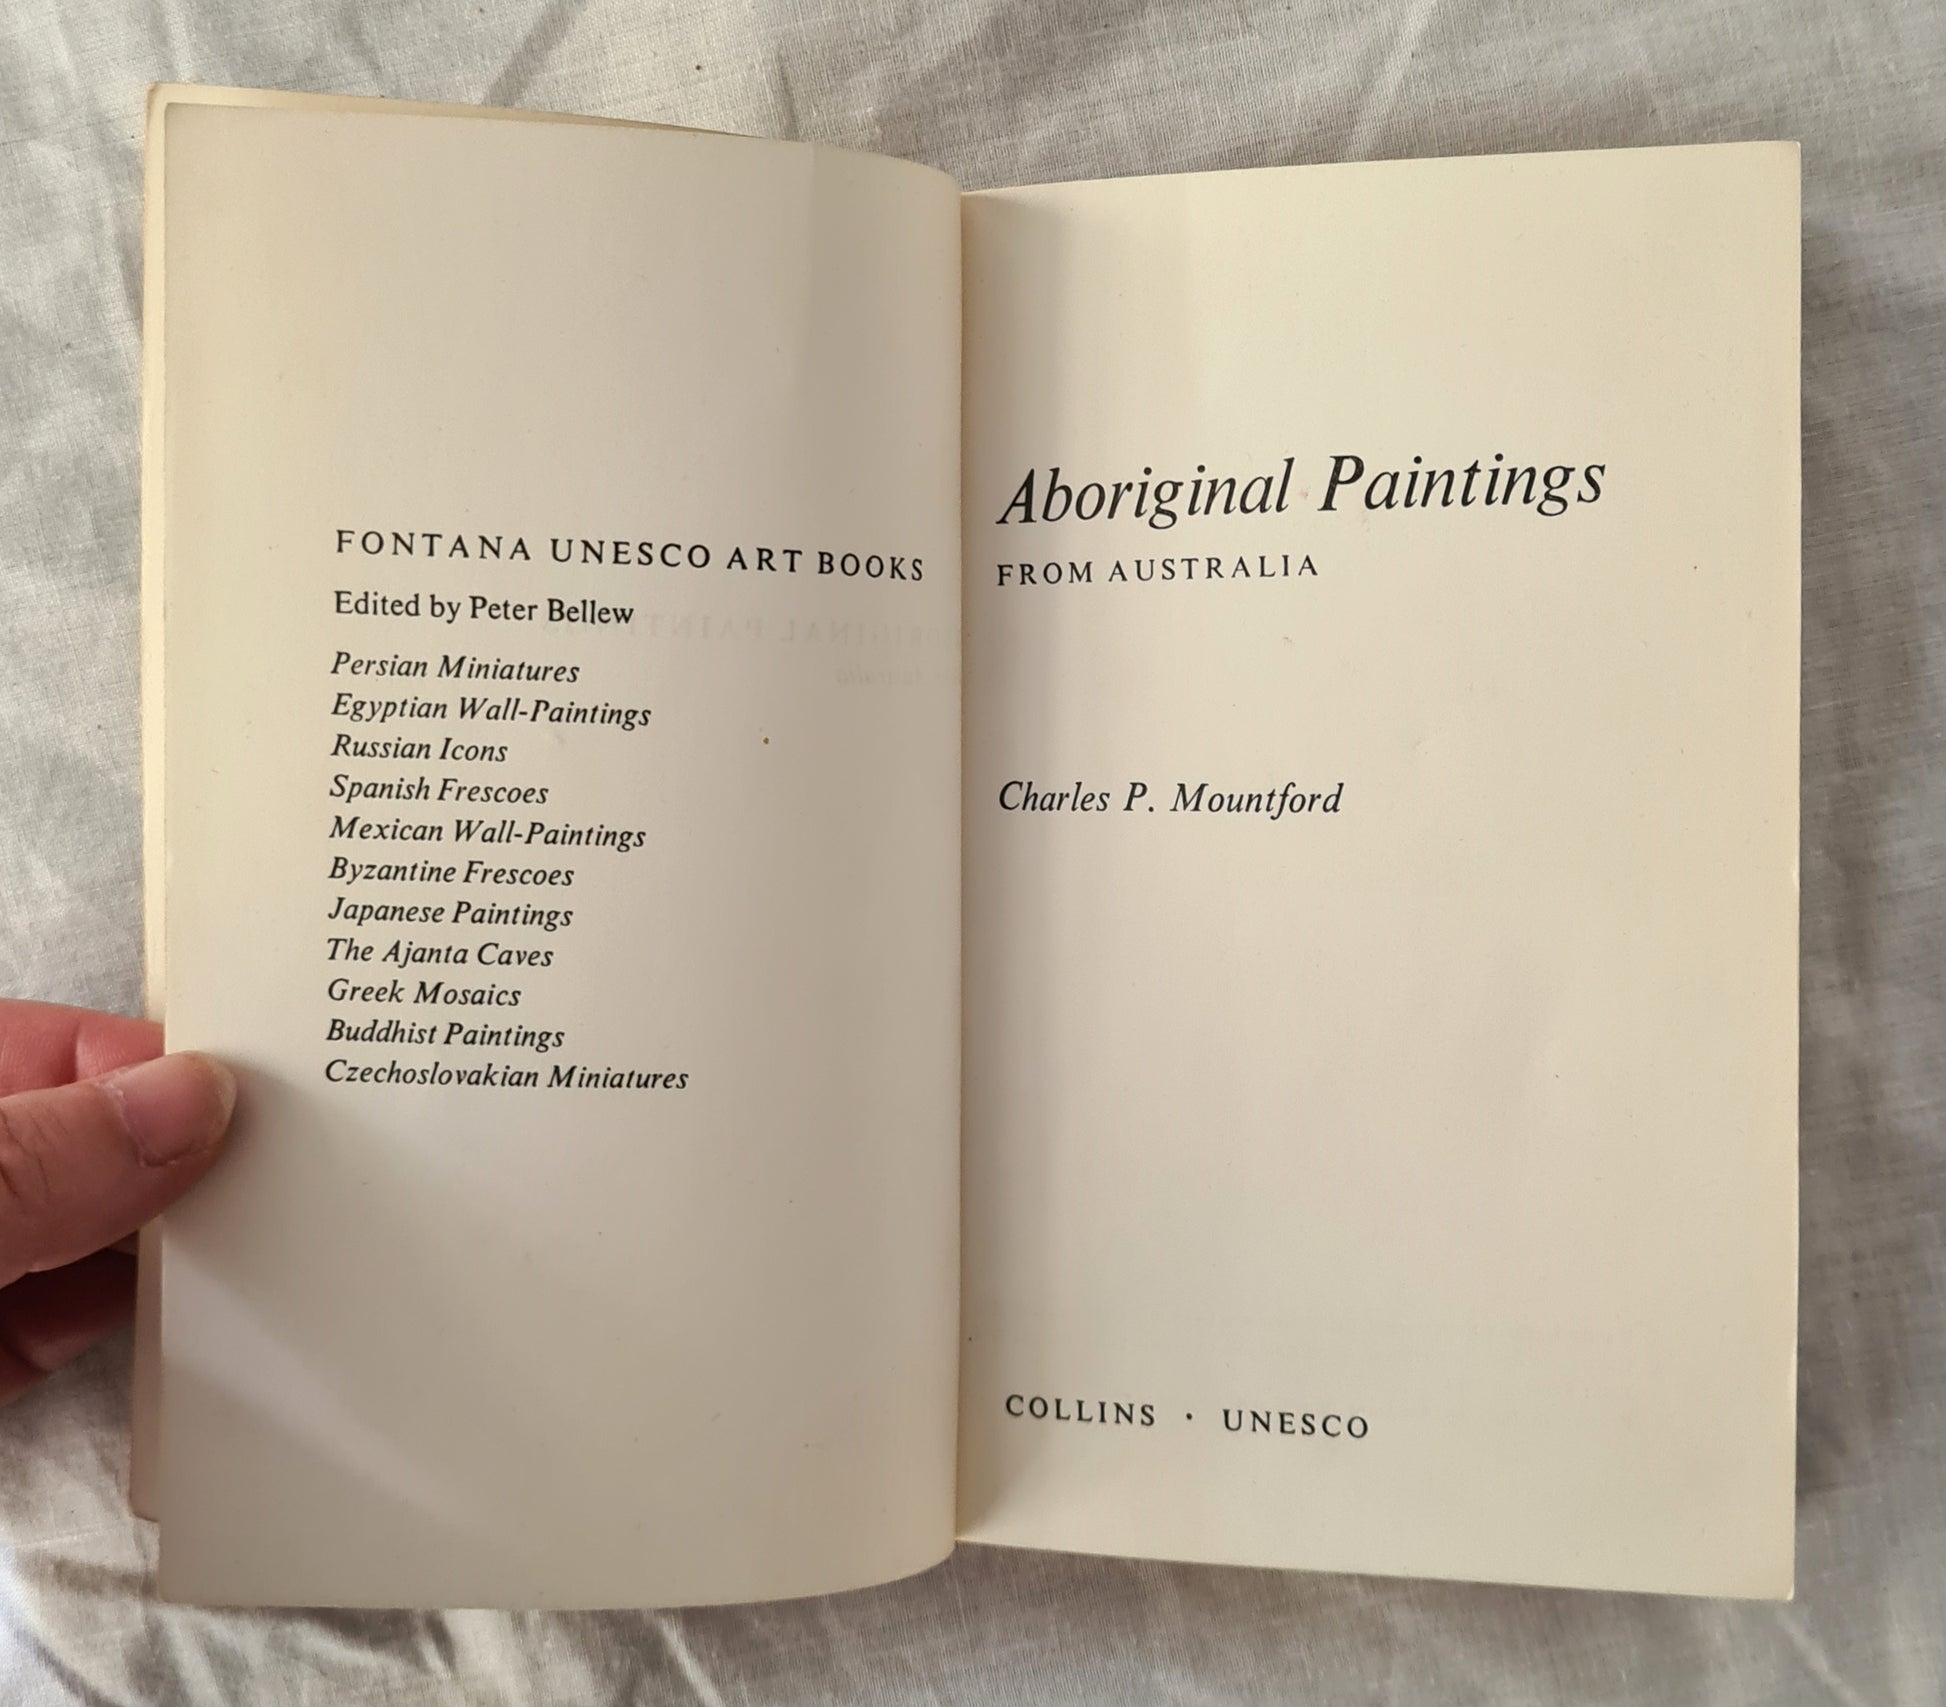 FONTANA UNESCO ART BOOKS
Edited by Peter Bellew
Persian Miniatures
Egyptian Wall-Paintings
Russian Icons
Spanish Frescoes
Mexican Wall-Paintings
Byzantine Frescoes
Japanese Paintings
The Ajanta Caves
Greek Mosaics
Buddhist Paintings
Czechoslovakian Miniatures
Aboriginal Paintings
FROM AUSTRALIA
Charles P. Mountford
COLLINS · UNESCO